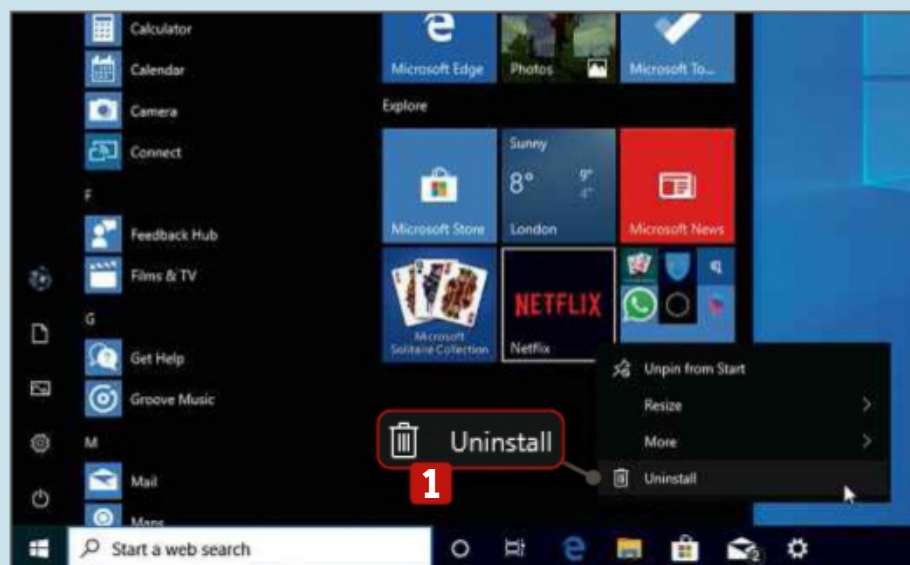 Calculator
Calendar
Camera
Connect
F
Feedback Hub
Films & TV
G
Get Help
Groove Music
M
Mail
Maps
Microsoft Edge
Photos
Microsoft To...
Explore
Microsoft Store
Sunny
8°
9°
London
Microsoft News
Microsoft
Solitaire Collection
NETFLIX
Netflix
Unpin from Start
Resize
More
Uninstall
Uninstall
1
Start a web search
2